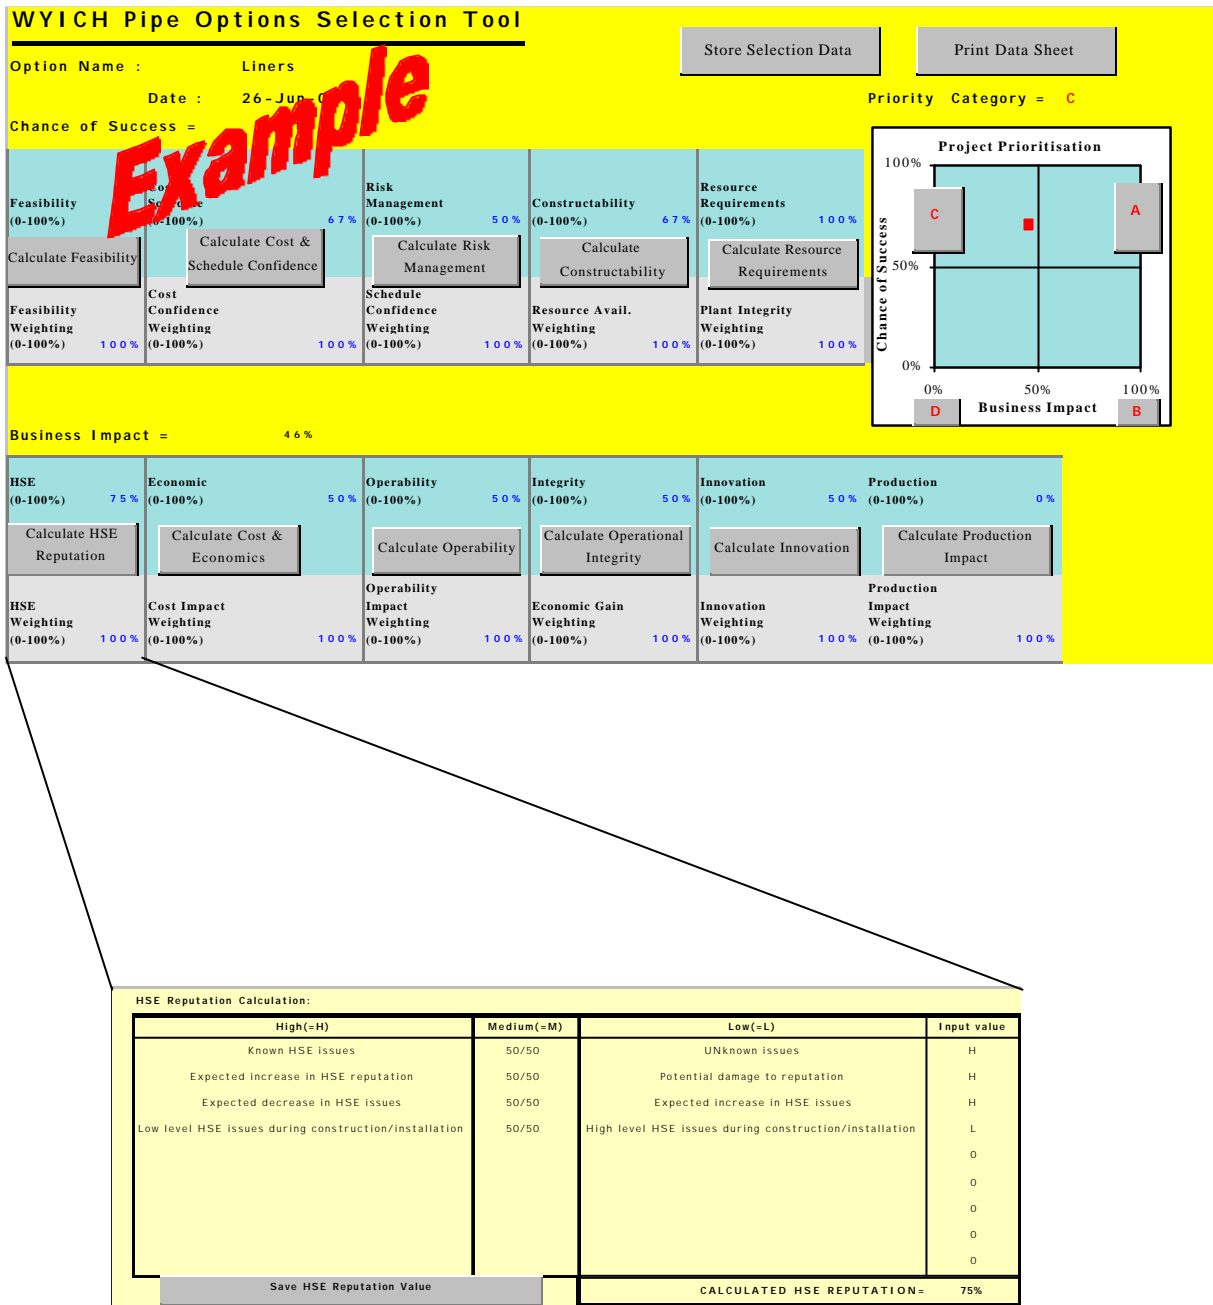 WYICH Pipe Options Selection Tool
Store Selection Data
Print Data Sheet
Option Name : Liners
Date : 26-Jun-0
Priority Category = C
Chance of Success =
Example
Feasibility (0-100%)
(0-100%) 67%
Risk Management (0-100%) 50%
Constructability (0-100%) 67%
Resource Requirements (0-100%) 100%
Calculate Feasibility
Calculate Cost & Schedule Confidence
Calculate Risk Management
Calculate Constructability
Calculate Resource Requirements
Feasibility Weighting (0-100%) 100%
Cost Confidence Weighting (0-100%) 100%
Schedule Confidence Weighting (0-100%) 100%
Resource Avail. Weighting (0-100%) 100%
Plant Integrity Weighting (0-100%) 100%
Project Prioritisation
100%
C
A
Chance of Success
50%
0%
0% 50% 100%
D Business Impact B
Business Impact = 46%
HSE (0-100%) 75%
Economic (0-100%) 50%
Operability (0-100%) 50%
Integrity (0-100%) 50%
Innovation (0-100%) 50%
Production (0-100%) 0%
Calculate HSE Reputation
Calculate Cost & Economics
Calculate Operability
Calculate Operational Integrity
Calculate Innovation
Calculate Production Impact
HSE Weighting (0-100%) 100%
Cost Impact Weighting (0-100%) 100%
Operability Impact Weighting (0-100%) 100%
Economic Gain Weighting (0-100%) 100%
Innovation Weighting (0-100%) 100%
Production Impact Weighting (0-100%) 100%
HSE Reputation Calculation:
High(=H) Medium(=M) Low(=L) Input value
Known HSE issues 50/50 UNknown issues H
Expected increase in HSE reputation 50/50 Potential damage to reputation H
Expected decrease in HSE issues 50/50 Expected increase in HSE issues H
Low level HSE issues during construction/installation 50/50 High level HSE issues during construction/installation L
0
0
0
0
0
Save HSE Reputation Value
CALCULATED HSE REPUTATION= 75%